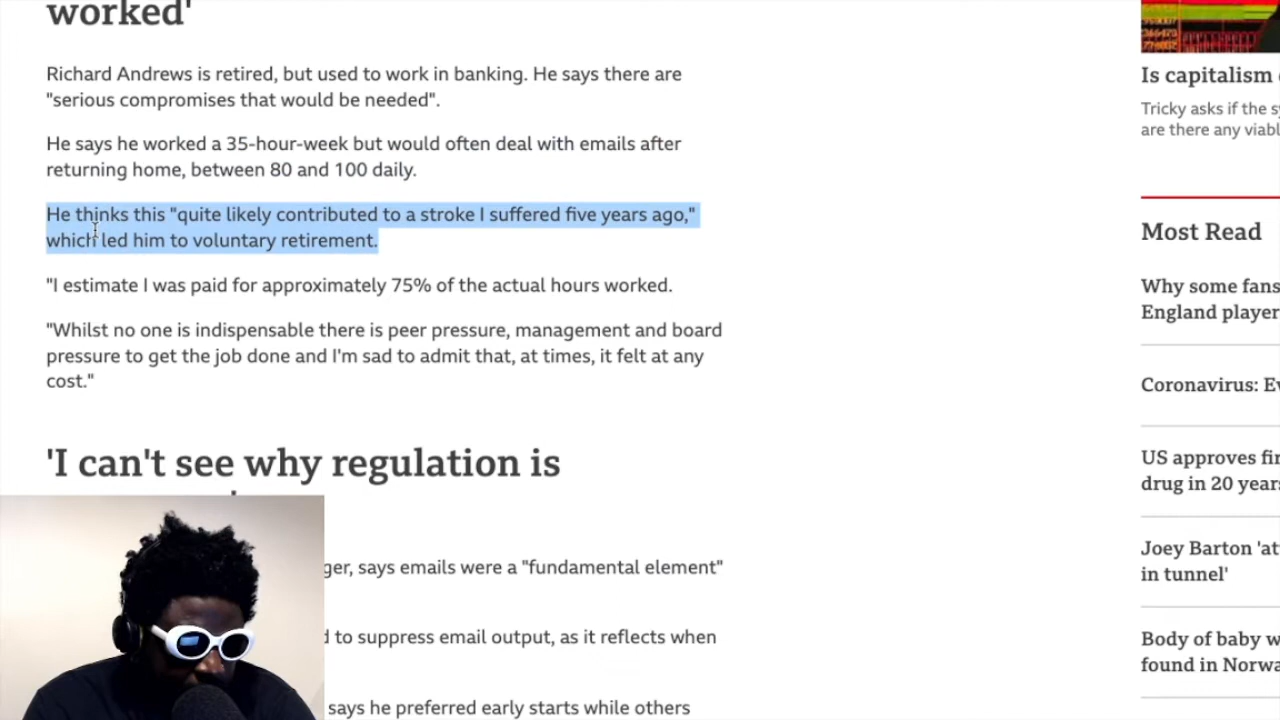 worked'
Richard Andrews is retired, but used to work in banking. He says there are
"serious compromises that would be needed".
He says he worked a 35-hour-week but would often deal with emails after
returning home, between 80 and 100 daily.
He thinks this "quite likely contributed to a stroke I suffered five years ago,"
which led him to voluntary retirement.
"I estimate I was paid for approximately 75% of the actual hours worked.
"Whilst no one is indispensable there is peer pressure, management and board
pressure to get the job done and I'm sad to admit that, at times, it felt at any
cost."
'I can't see why regulation is
says emails were a "fundamental element"
to suppress email output, as it reflects when
says he preferred early starts while others
Is capitalism
Tricky asks if the
are there any
Most Read
Why some fans
England player
Coronavirus:
US approves
drug in 20 years
Joey Barton
in tunnel'
Body of baby
found in